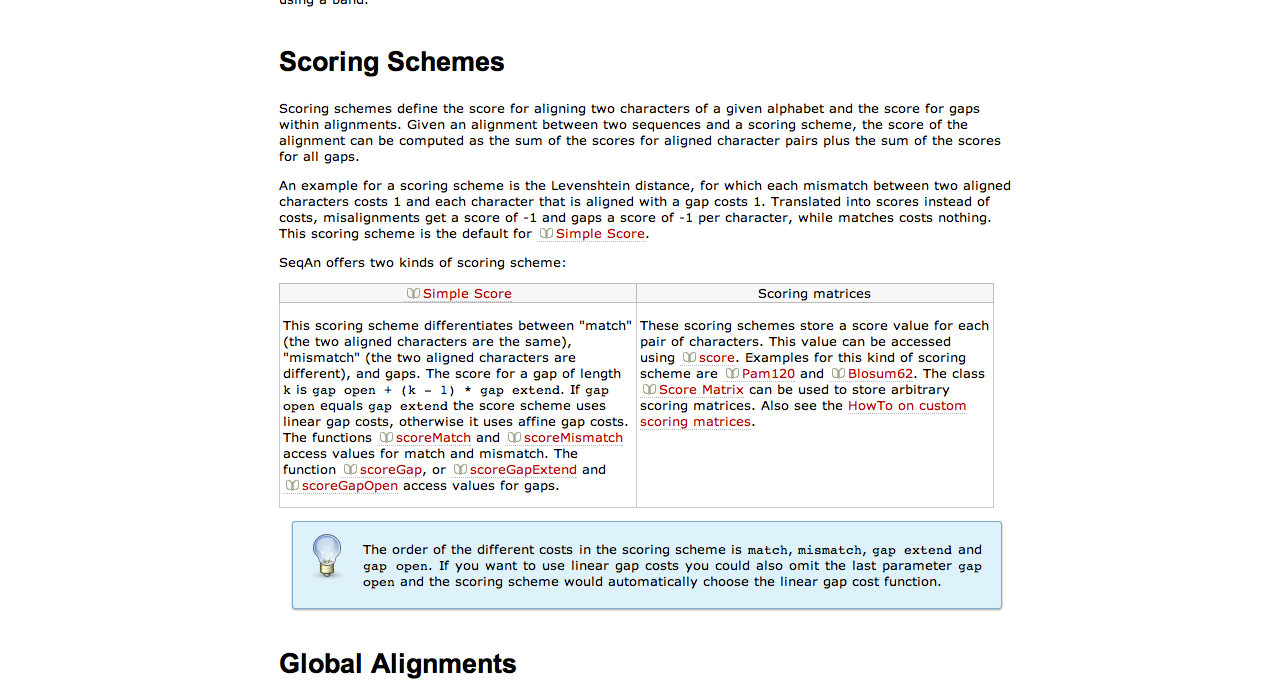 using a band.
Scoring Schemes
Scoring schemes define the score for aligning two characters of a given alphabet and the score for gaps
within alignments. Given an alignment between two sequences and a scoring scheme, the score of the
alignment can be computed as the sum of the scores for aligned character pairs plus the sum of the scores
for all gaps.
An example for a scoring scheme is the Levenshtein distance, for which each mismatch between two aligned
characters costs 1 and each character that is aligned with a gap costs 1. Translated into scores instead of
costs, misalignments get a score of -1 and gaps a score of -1 per character, while matches costs nothing.
This scoring scheme is the default for Simple Score.
SeqAn offers two kinds of scoring scheme:
Simple Score
This scoring scheme differentiates between "match"
(the two aligned characters are the same),
"mismatch" (the two aligned characters are
different), and gaps. The score for a gap of length
k is gap open + (k - 1) * gap extend. If gap
open equals gap extend the score scheme uses
linear gap costs, otherwise it uses affine gap costs.
The functions scoreMatch and scoreMismatch
access values for match and mismatch. The
function scoreGap, or scoreGapExtend and
scoreGapOpen access values for gaps.
Scoring matrices
These scoring schemes store a score value for each
pair of characters. This value can be accessed
using score. Examples for this kind of scoring
scheme are Pam120 and Blosum62. The class
Score Matrix can be used to store arbitrary
scoring matrices. Also see the HowTo on custom
scoring matrices.
The order of the different costs in the scoring scheme is match, mismatch, gap extend and
gap open. If you want to use linear gap costs you could also omit the last parameter gap
open and the scoring scheme would automatically choose the linear gap cost function.
Global Alignments